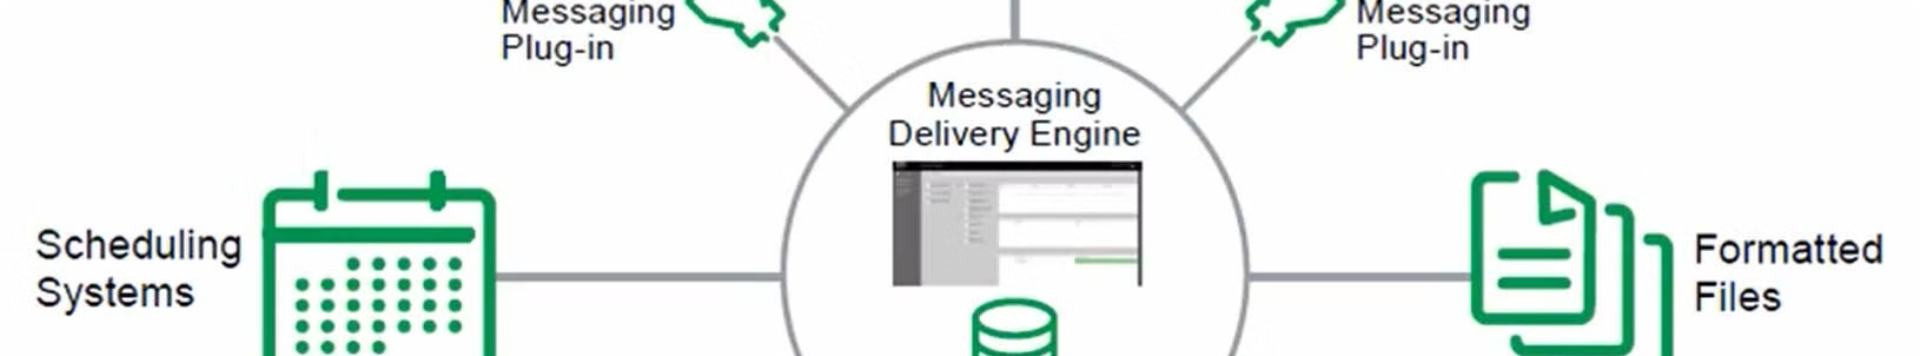 Messaging
Plug-in
Messaging
Plug-in
Messaging
Delivery Engine
Scheduling
Systems
Formatted
Files